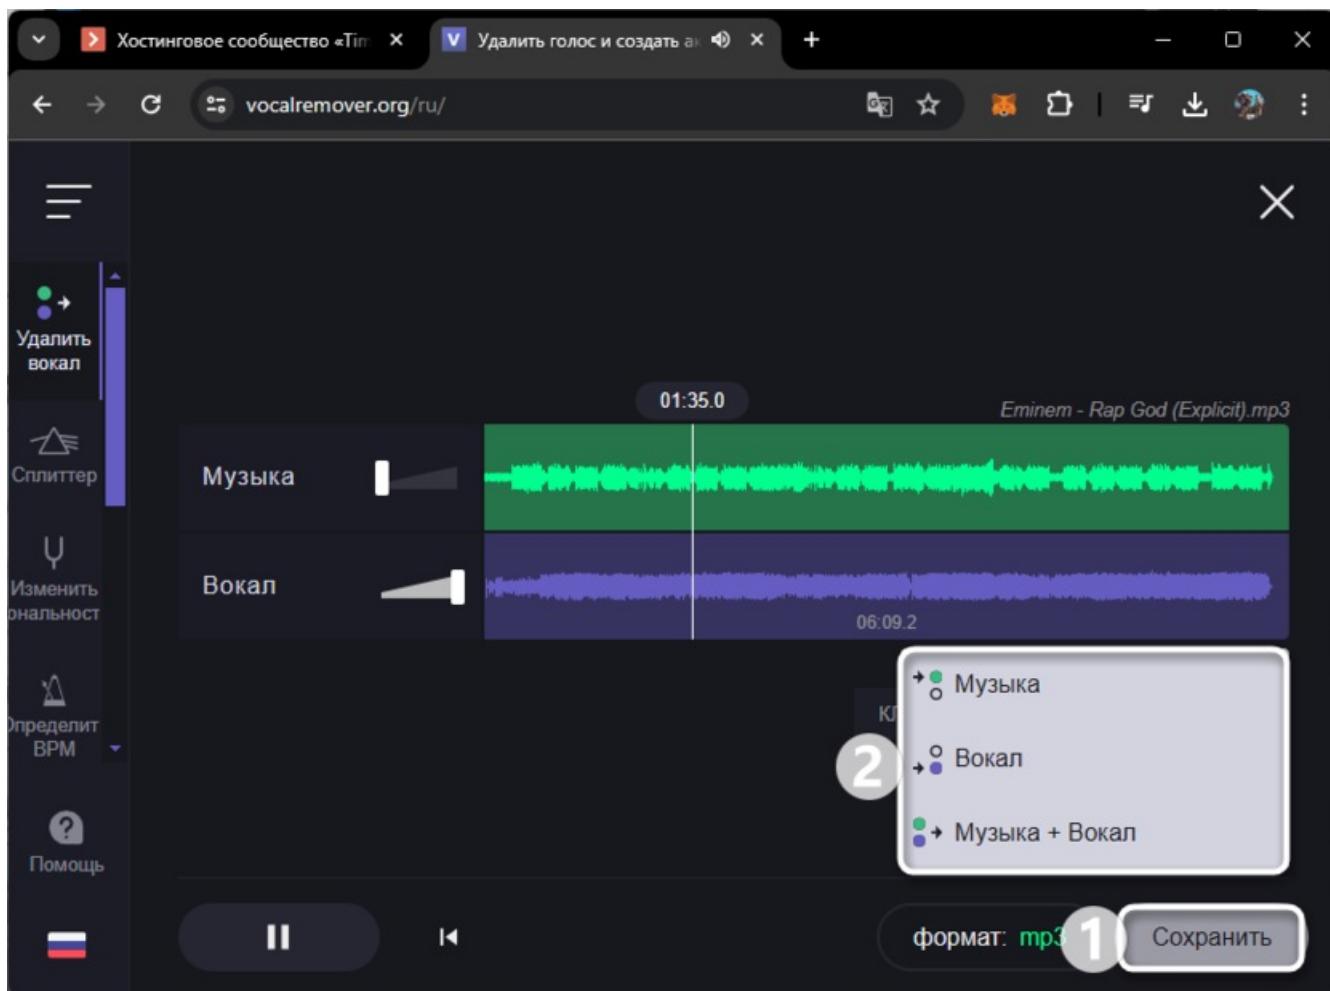 Хостинговое сообщество «Tim
Удалить голос и создать ак
vocalremover.org/ru/
Удалить
вокал
Сплиттер
Изменить
ональност
Определит
BPM
Помощь
01:35.0
Eminem - Rap God (Explicit).mp3
Музыка
Вокал
06:09.2
Музыка
Вокал
Музыка + Вокал
2
формат: mp3
1
Сохранить